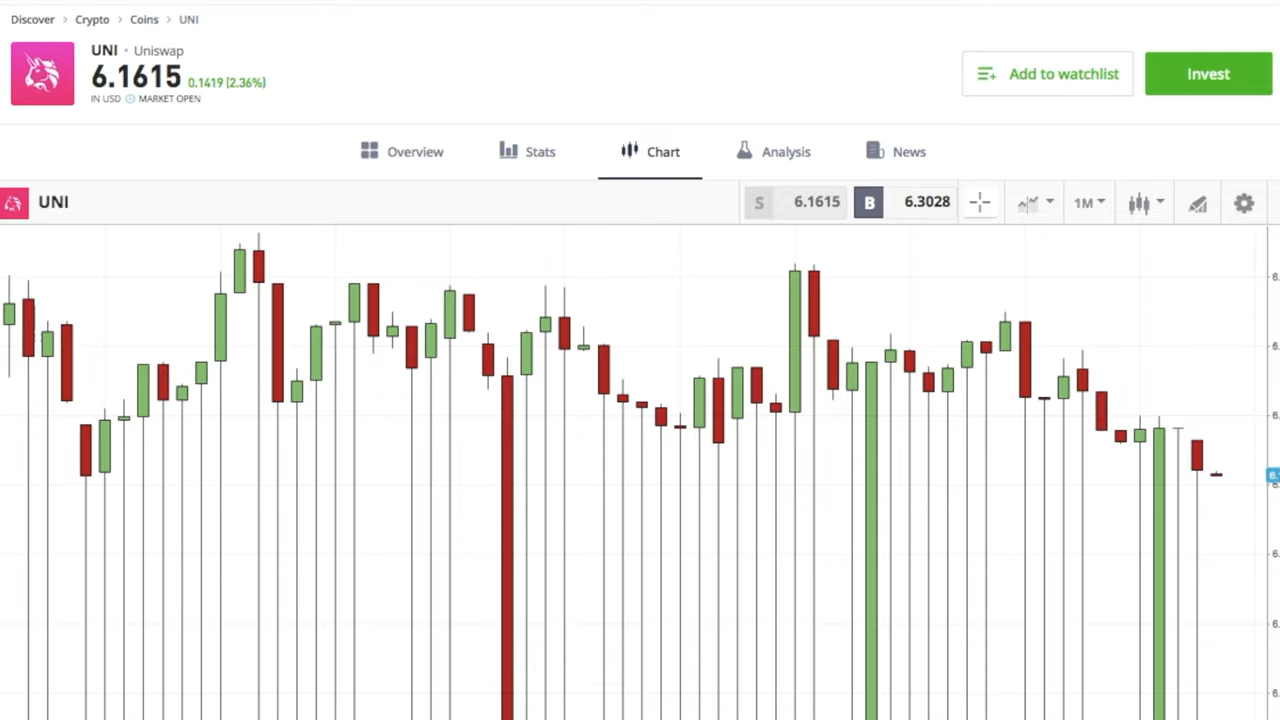 Discover > Crypto > Coins > UNI
UNI • Uniswap
6.1615 0.1419 (2.36%)
IN USD MARKET OPEN
Add to watchlist
Invest
Overview
Stats
Chart
Analysis
News
UNI
S 6.1615
B 6.3028
1M